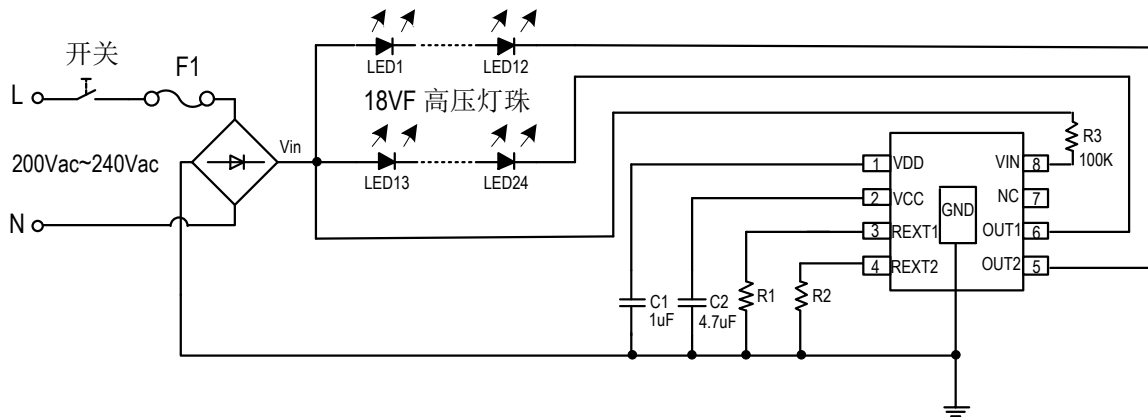 开关
F1
L
200Vac~240Vac
N
Vin
LED1
LED12
18VF 高压灯珠
LED13
LED24
R3
100K
1 VDD
VIN 8
2 VCC
NC 7
GND
3 REXT1
OUT1 6
4 REXT2
OUT2 5
C1
1uF
C2
4.7uF
R1
R2